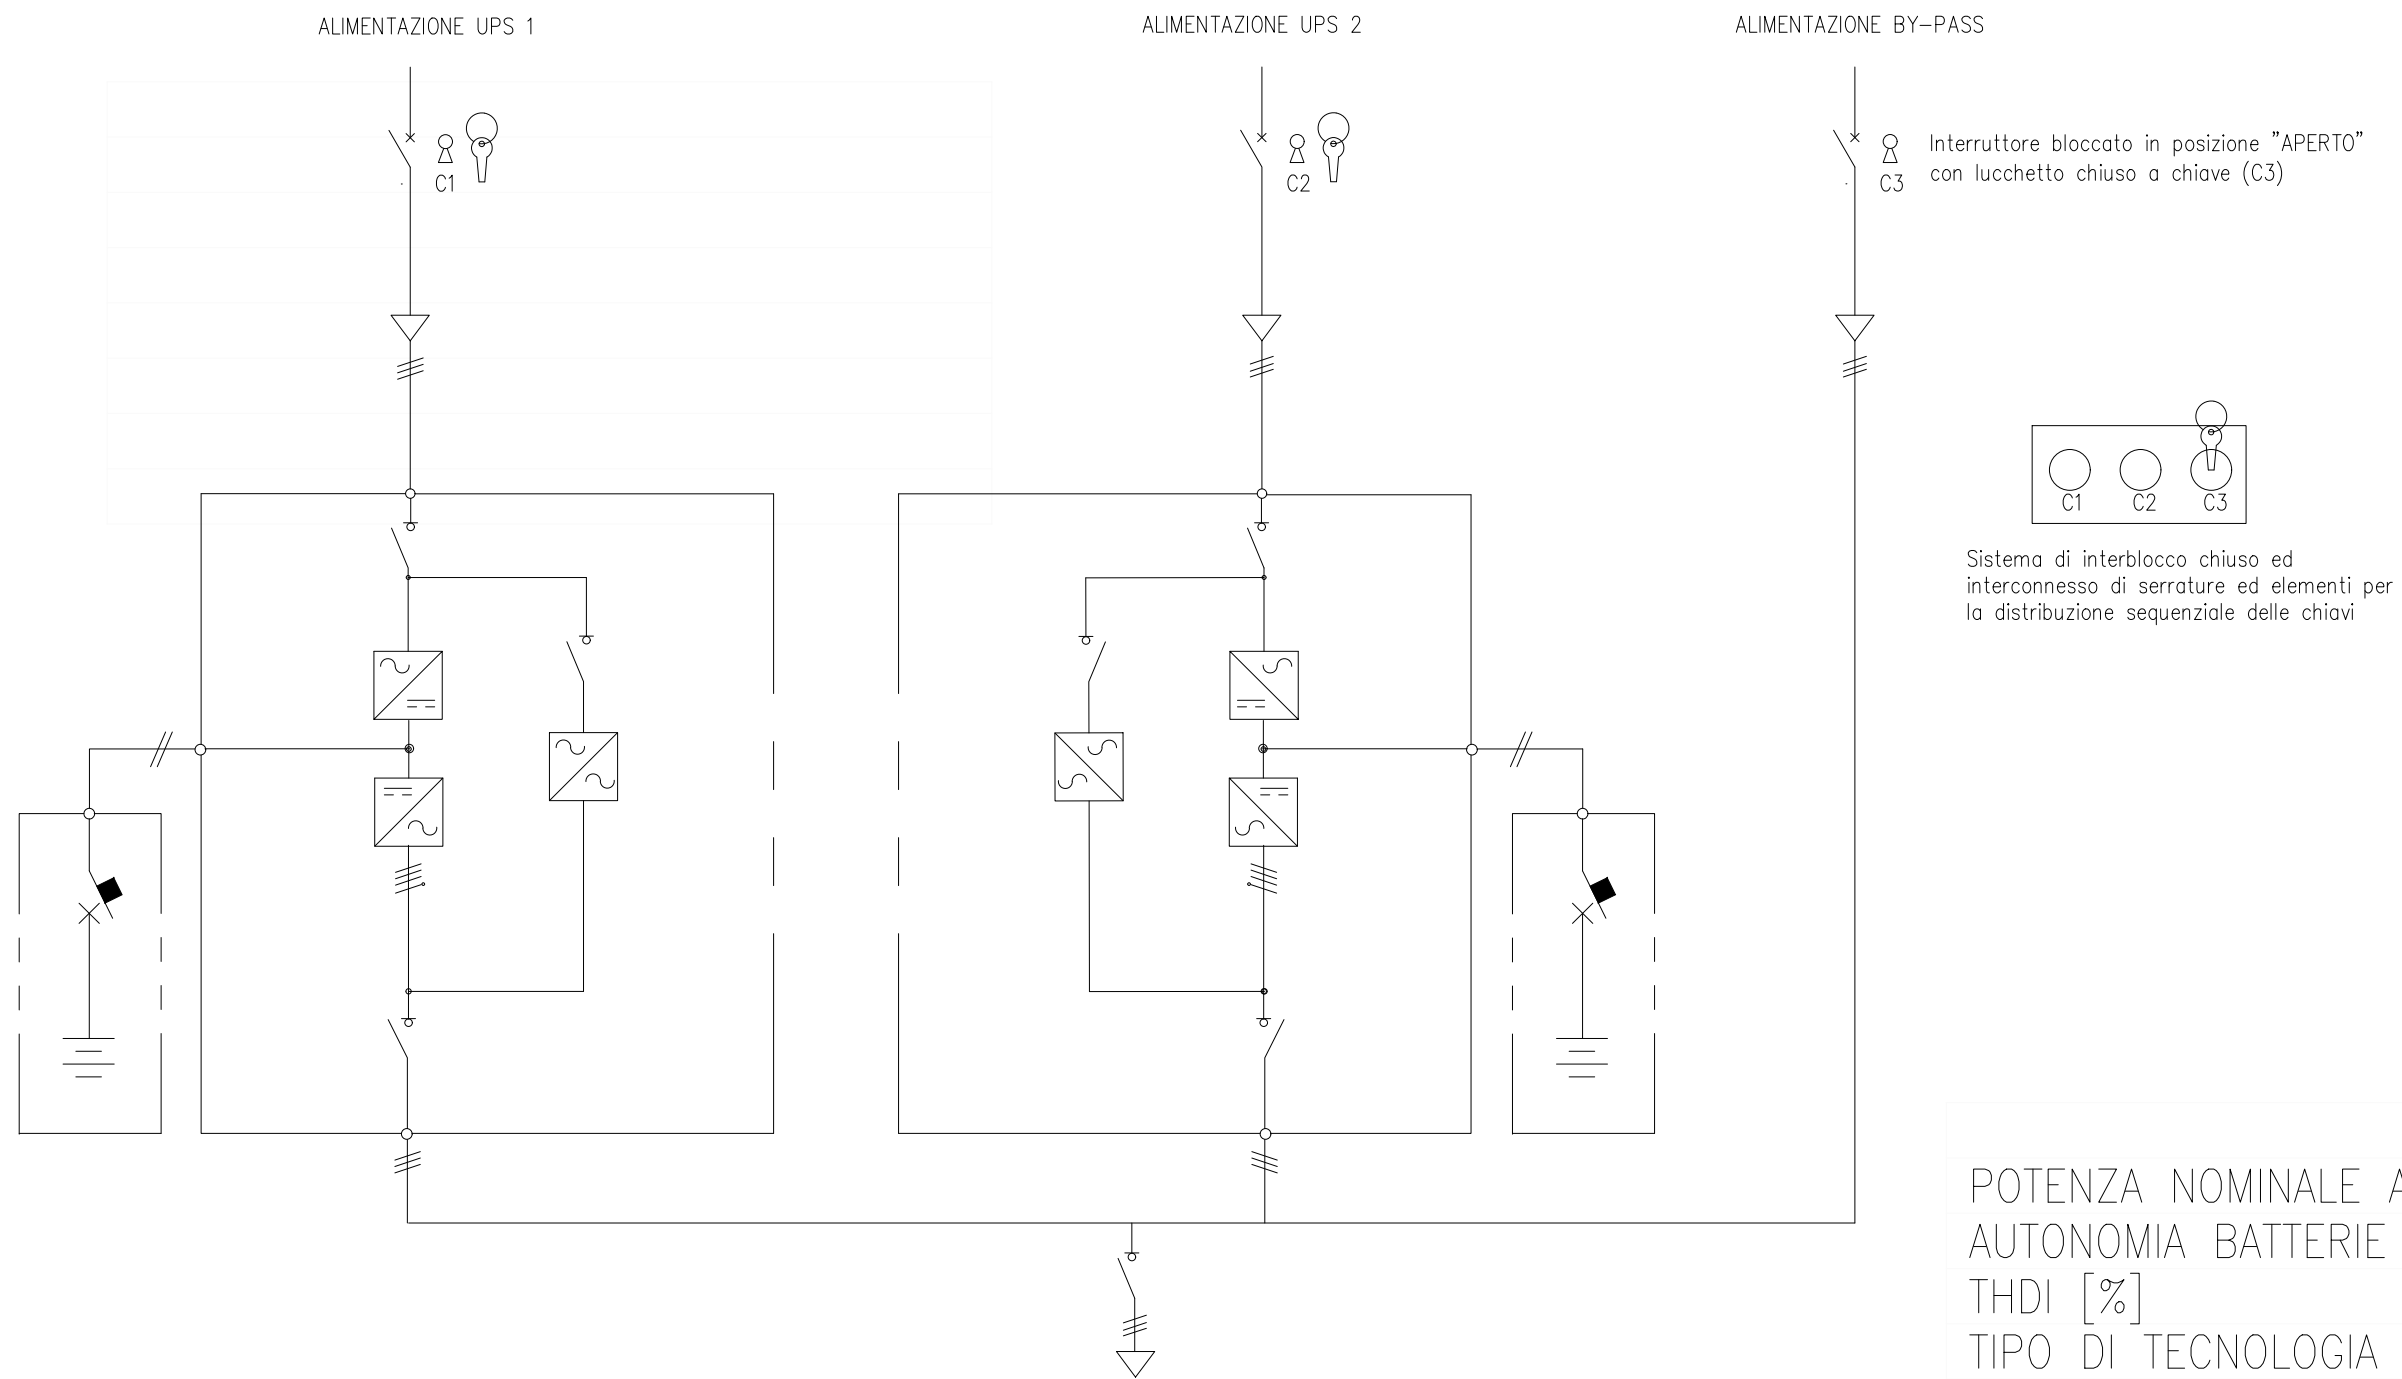 ALIMENTAZIONE UPS 1
ALIMENTAZIONE UPS 2
ALIMENTAZIONE BY-PASS
C1
C2
C3
Interruttore bloccato in posizione "APERTO"
con lucchetto chiuso a chiave (C3)
C1
C2
C3
Sistema di interblocco chiuso ed
interconnesso di serrature ed elementi per
la distribuzione sequenziale delle chiavi
POTENZA NOMINALE
AUTONOMIA BATTERIE
THDI [%]
TIPO DI TECNOLOGIA